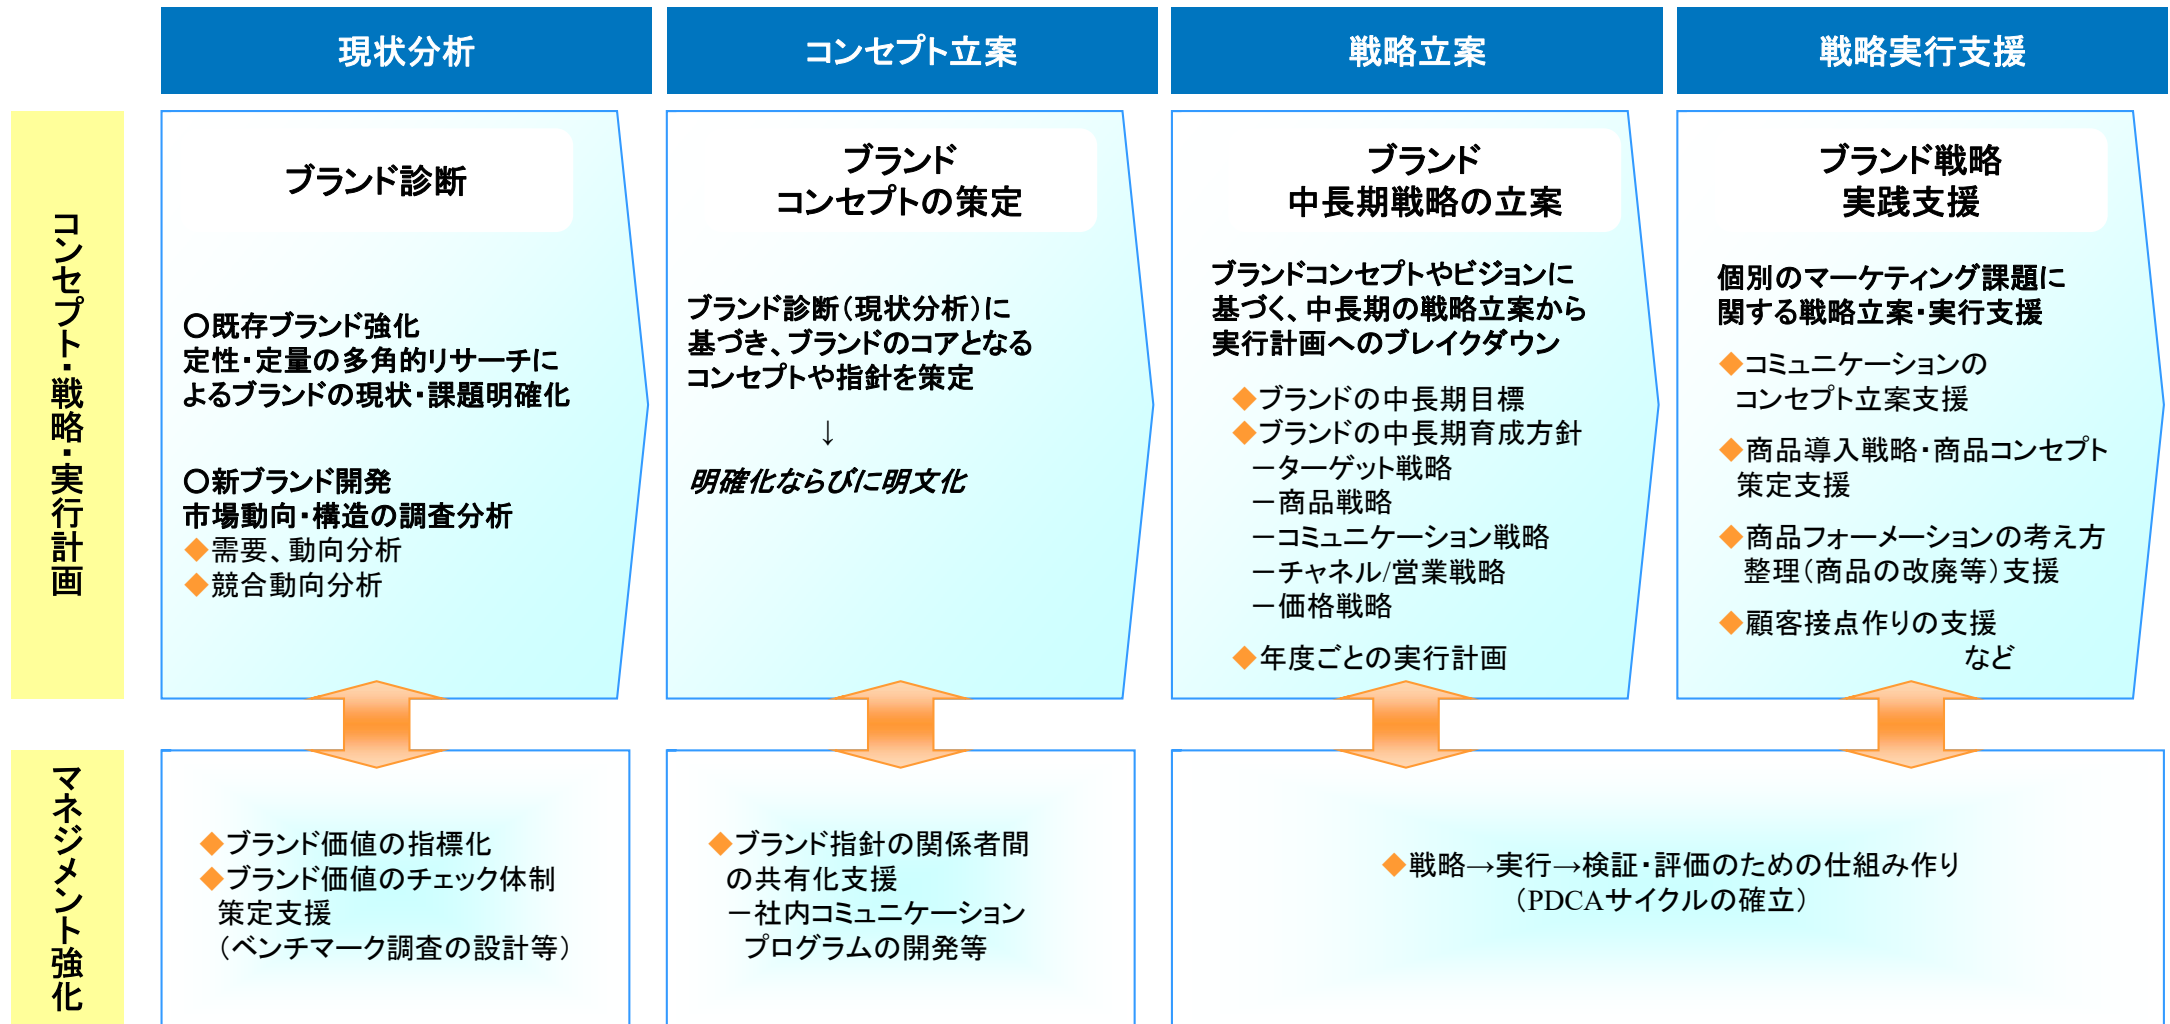 現状分析
コンセプト立案
戦略立案
戦略実行支援
コンセプト・戦略・実行計画
ブランド診断
〇既存ブランド強化
定性・定量の多角的リサーチに
よるブランドの現状・課題明確化
〇新ブランド開発
市場動向・構造の調査分析
◆需要、動向分析
◆競合動向分析
ブランド
コンセプトの策定
ブランド診断（現状分析）に
基づき、ブランドのコアとなる
コンセプトや指針を策定
↓
明確化ならびに明文化
ブランド
中長期戦略の立案
ブランドコンセプトやビジョンに
基づく、中長期の戦略立案から
実行計画へのブレイクダウン
◆ブランドの中長期目標
◆ブランドの中長期育成方針
－ターゲット戦略
－商品戦略
－コミュニケーション戦略
－チャネル/営業戦略
－価格戦略
◆年度ごとの実行計画
ブランド戦略
実践支援
個別のマーケティング課題に
関する戦略立案・実行支援
◆コミュニケーションの
コンセプト立案支援
◆商品導入戦略・商品コンセプト
策定支援
◆商品フォーメーションの考え方
整理（商品の改廃等）支援
◆顧客接点作りの支援
など
マネジメント強化
◆ブランド価値の指標化
◆ブランド価値のチェック体制
策定支援
（ベンチマーク調査の設計等）
◆ブランド指針の関係者間
の共有化支援
－社内コミュニケーション
プログラムの開発等
◆戦略→実行→検証・評価のための仕組み作り
（PDCAサイクルの確立）